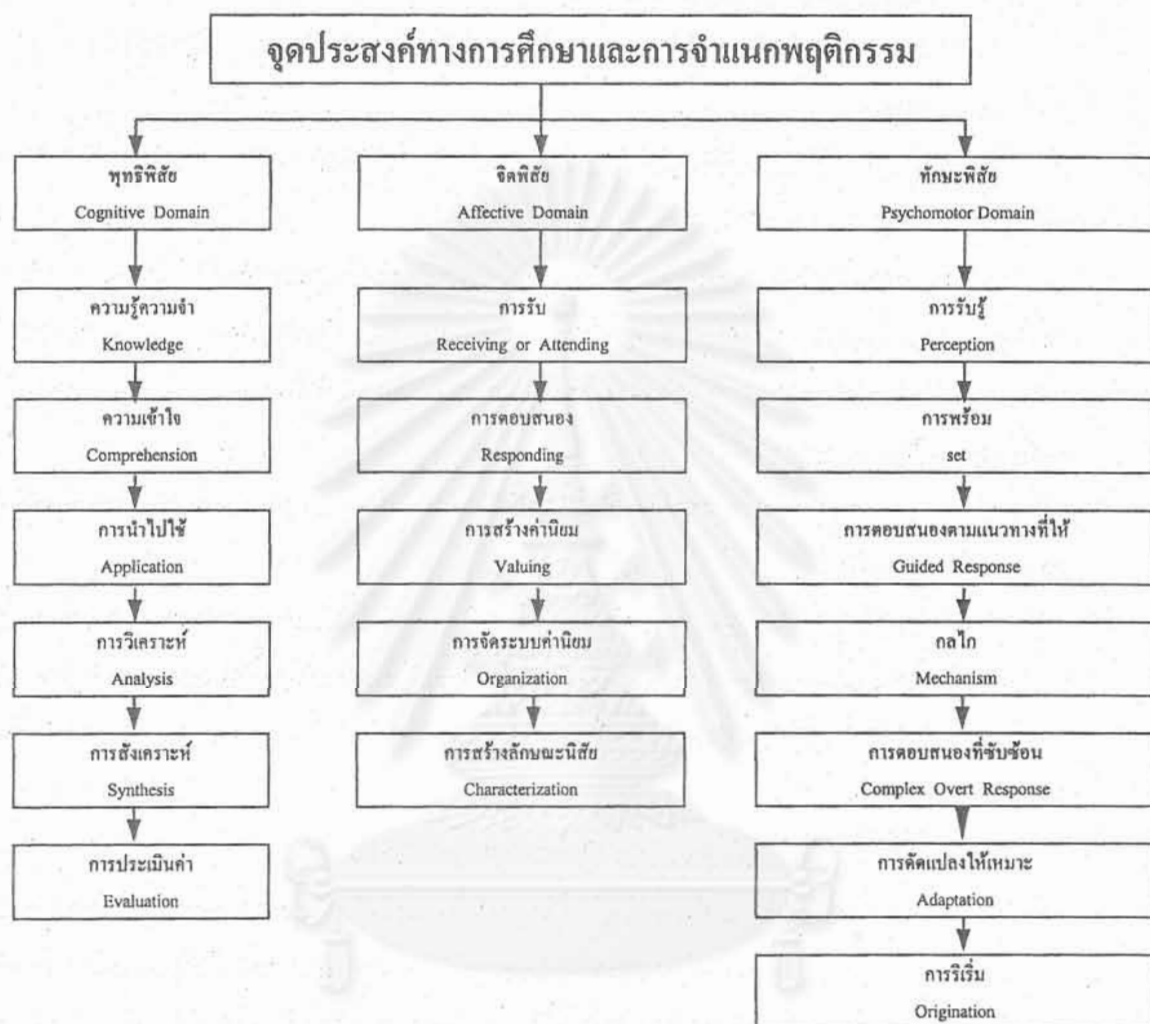 จุดประสงค์ทางการศึกษาและการจำแนกพฤติกรรม
พุทธิพิสัย
Cognitive Domain
ความรู้ความจำ
Knowledge
ความเข้าใจ
Comprehension
การนำไปใช้
Application
การวิเคราะห์
Analysis
การสังเคราะห์
Synthesis
การประเมินค่า
Evaluation
จิตพิสัย
Affective Domain
การรับ
Receiving or Attending
การตอบสนอง
Responding
การสร้างค่านิยม
Valuing
การจัดระบบค่านิยม
Organization
การสร้างลักษณะนิสัย
Characterization
ทักษะพิสัย
Psychomotor Domain
การรับรู้
Perception
การพร้อม
set
การตอบสนองตามแนวทางที่ให้
Guided Response
กลไก
Mechanism
การตอบสนองที่ซับซ้อน
Complex Overt Response
การดัดแปลงให้เหมาะ
Adaptation
การริเริ่ม
Origination